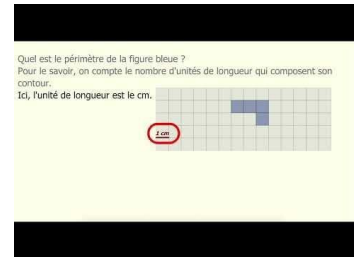 Quel est le périmètre de la figure bleue ?
Pour le savoir, on compte le nombre d'unités de longueur qui composent son
contour.
Ici, l'unité de longueur est le cm.
1 cm